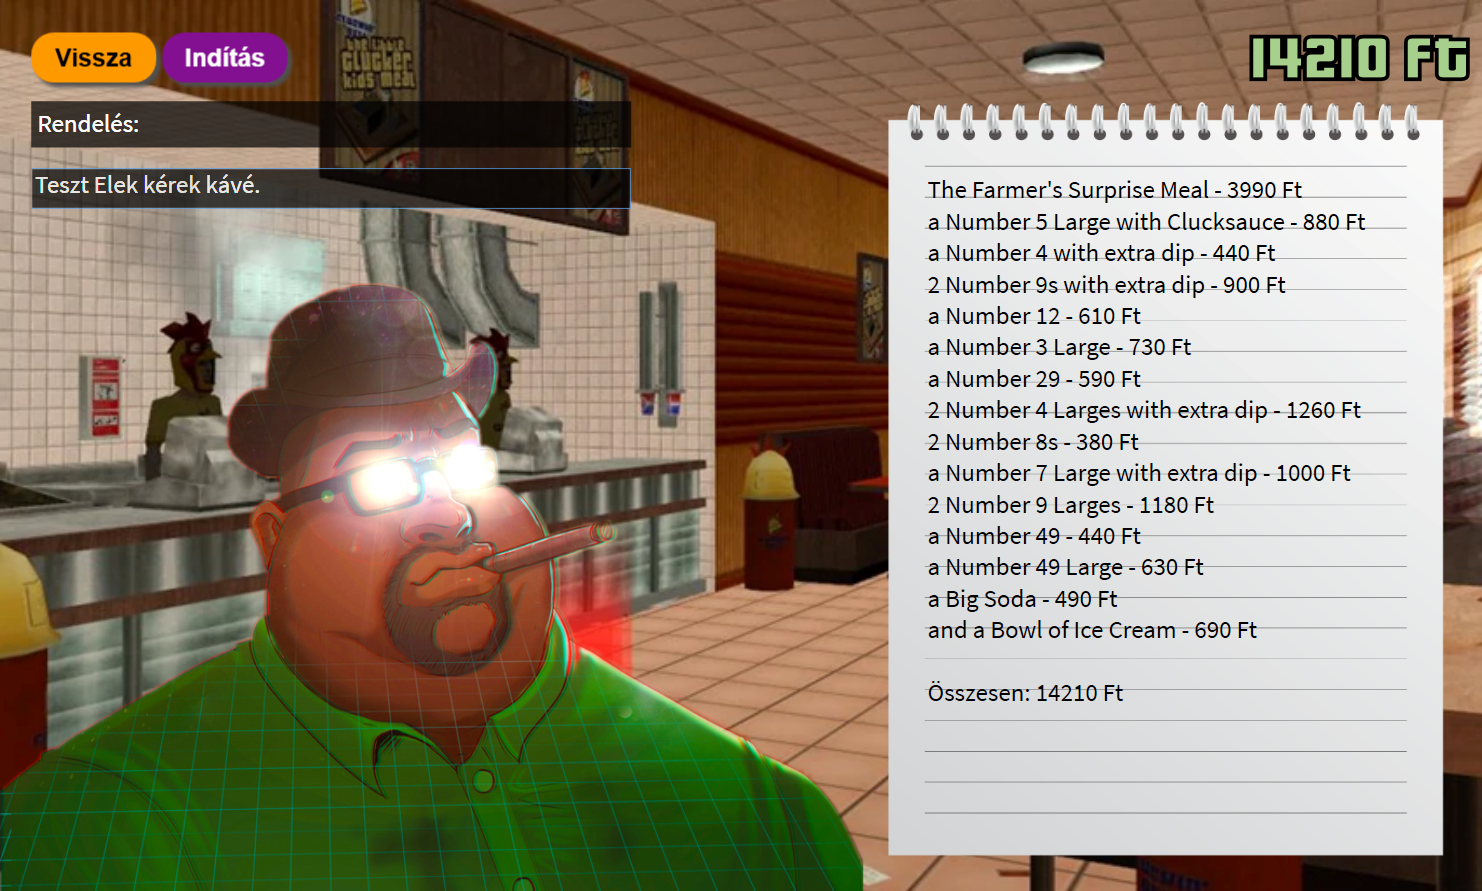 Vissza
Indítás
14210 Ft
Rendelés:
Teszt Elek kérek kávé.
the little
clucker
kids meal
The Farmer's Surprise Meal - 3990 Ft
a Number 5 Large with Clucksauce - 880 Ft
a Number 4 with extra dip - 440 Ft
2 Number 9s with extra dip - 900 Ft
a Number 12 - 610 Ft
a Number 3 Large - 730 Ft
a Number 29 - 590 Ft
2 Number 4 Larges with extra dip - 1260 Ft
2 Number 8s - 380 Ft
a Number 7 Large with extra dip - 1000 Ft
2 Number 9 Larges - 1180 Ft
a Number 49 - 440 Ft
a Number 49 Large - 630 Ft
a Big Soda - 490 Ft
and a Bowl of Ice Cream - 690 Ft
Összesen: 14210 Ft